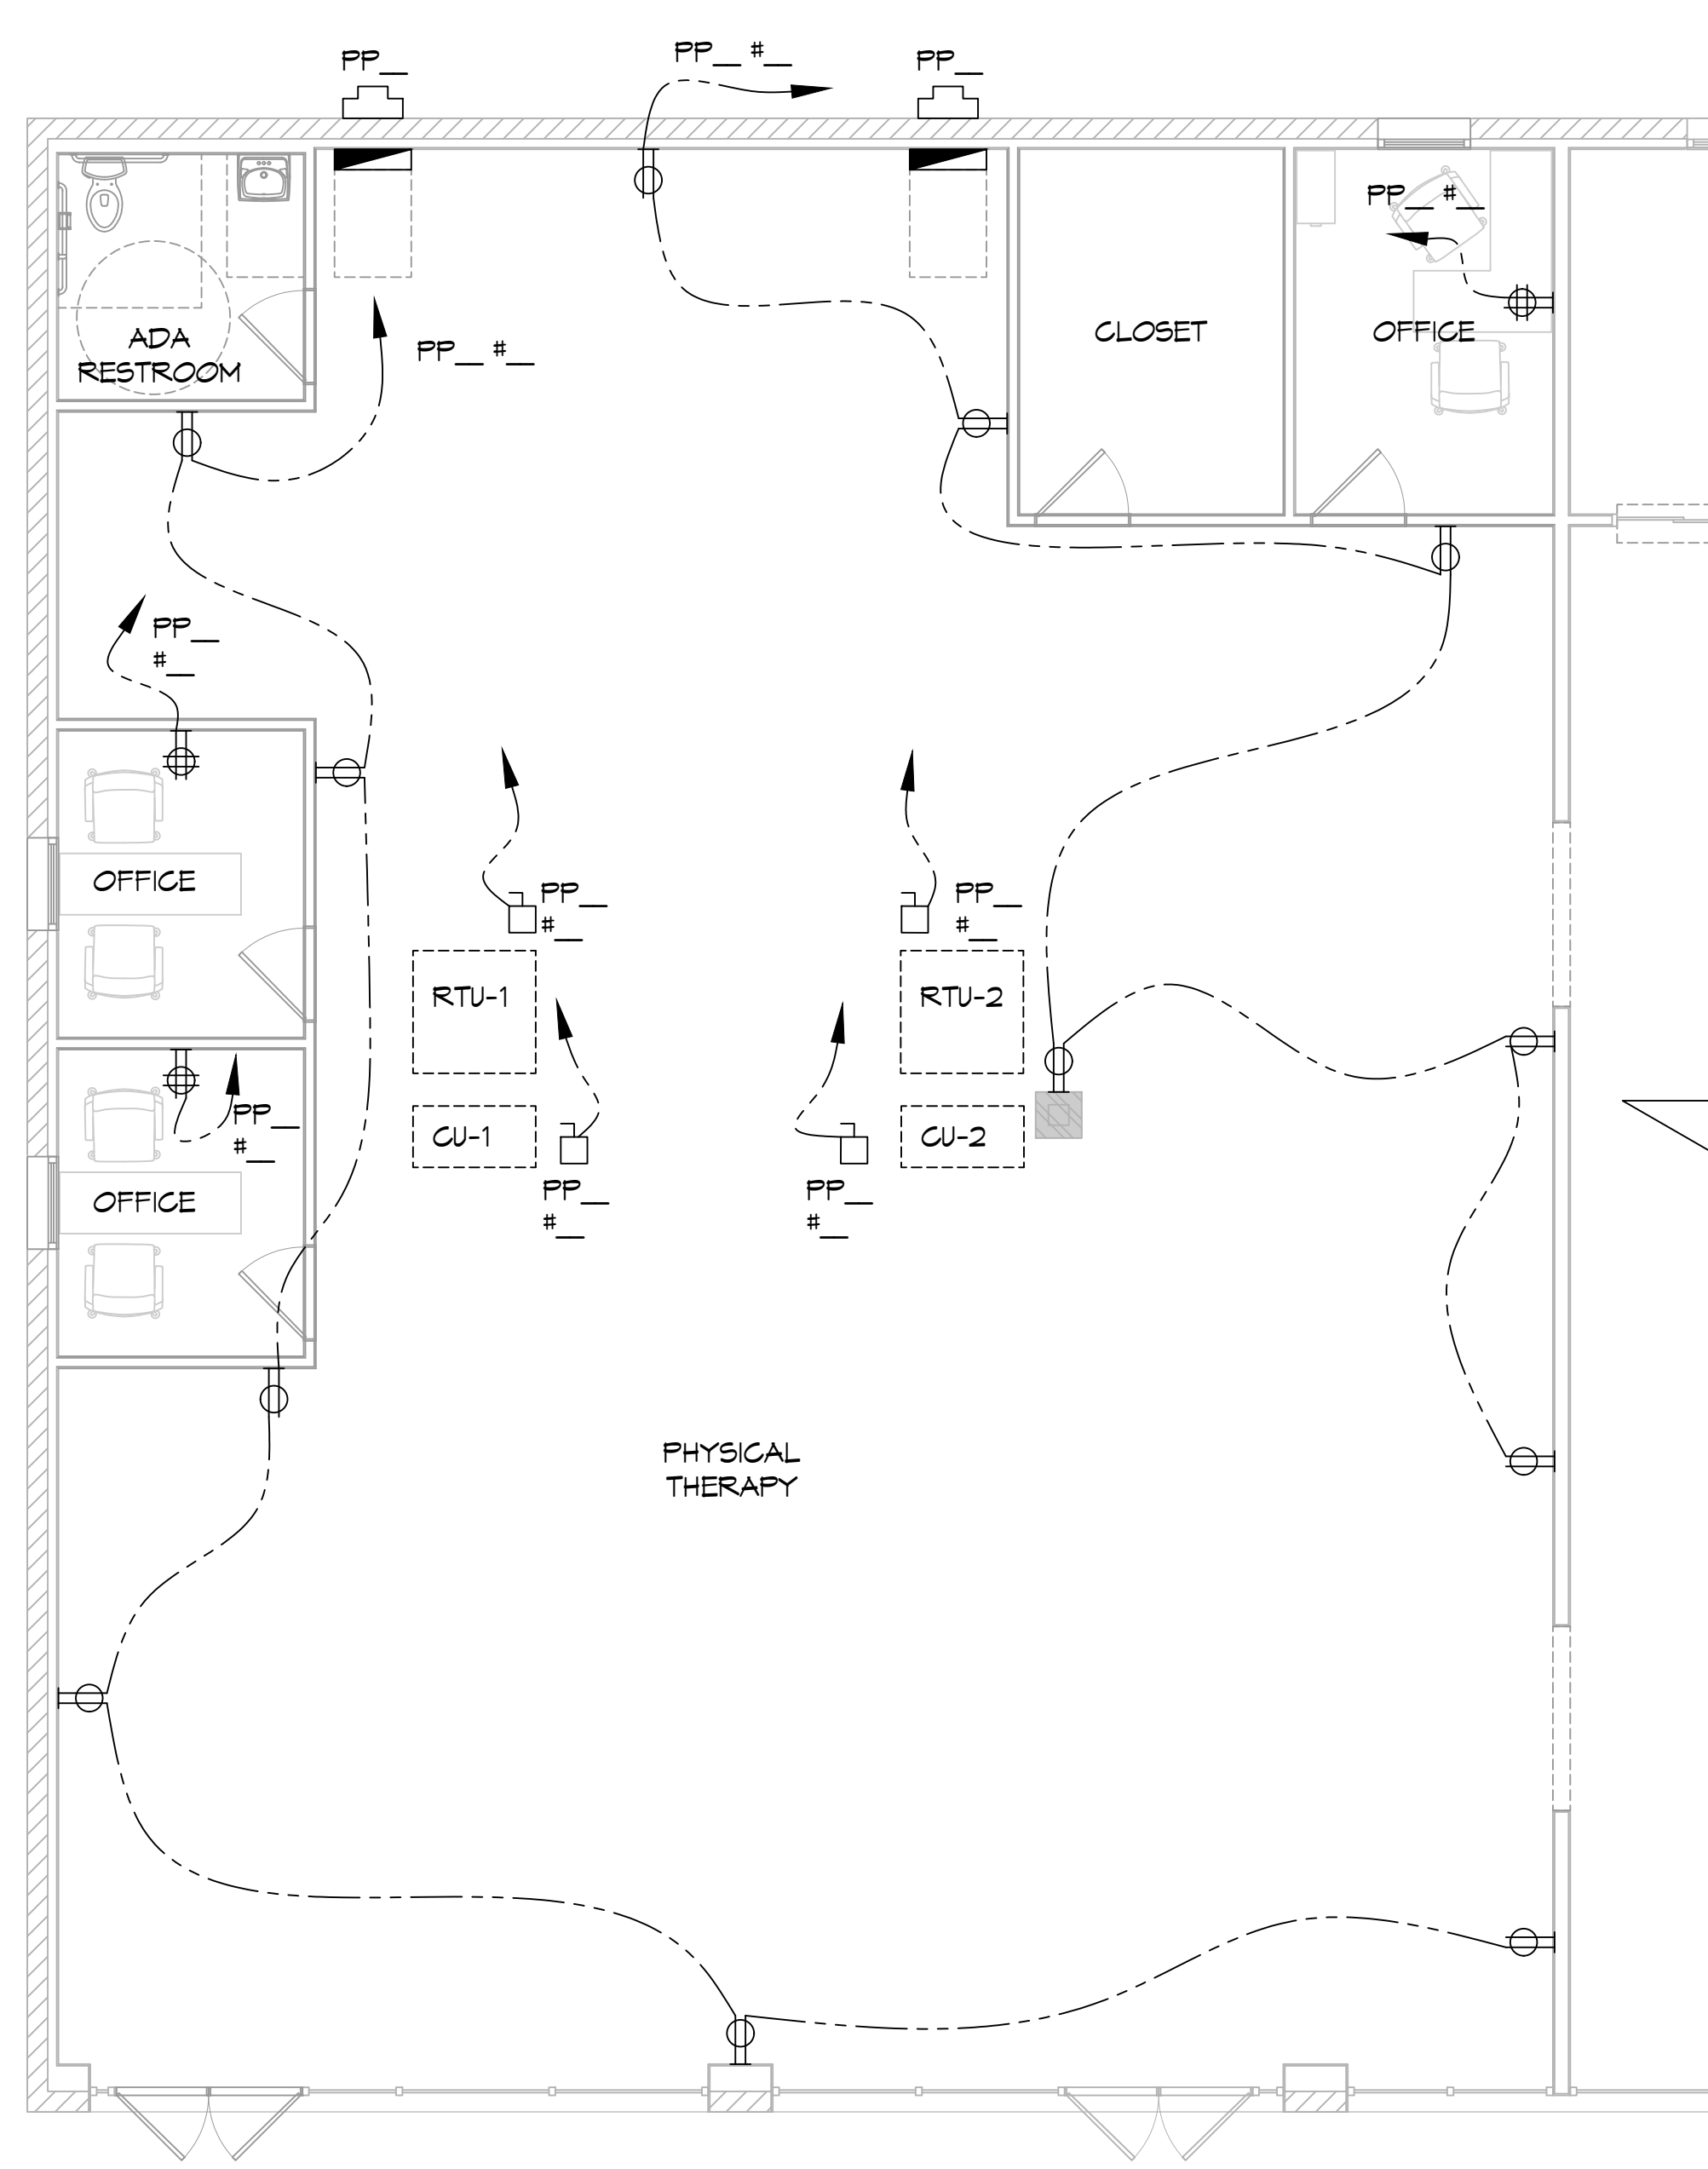 PP__
PP__ #__
PP__
PP__ #__
ADA
RESTROOM
PP__ #__
CLOSET
OFFICE
PP__
#__
OFFICE
PP__
#__
PP__
#__
RTU-1
RTU-2
PP__
#__
CU-1
CU-2
OFFICE
PP__
#__
PP__
#__
PHYSICAL
THERAPY